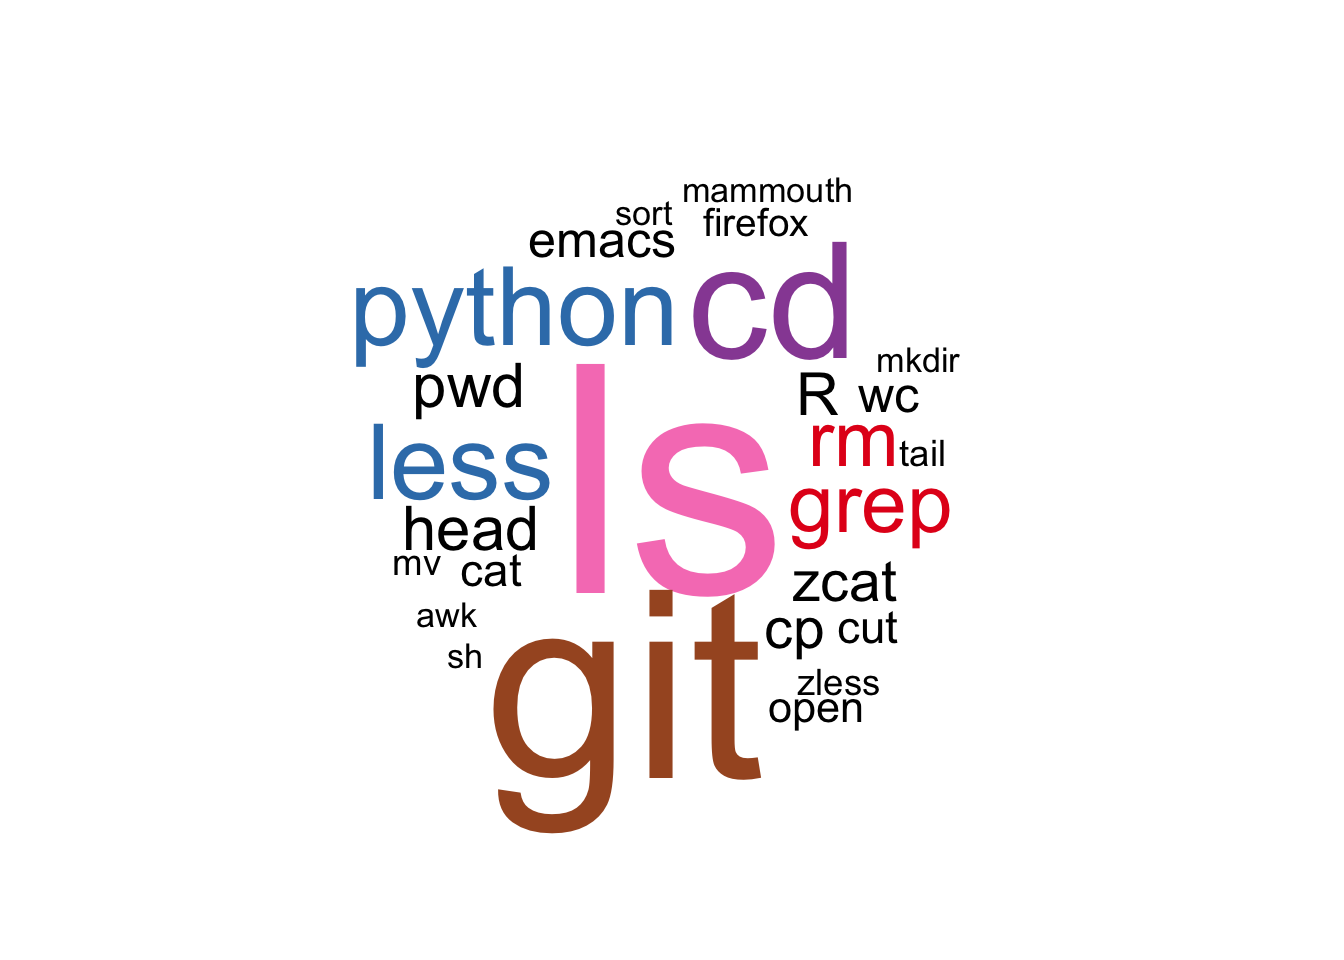 mammouth
sort firefox
emacs
python cd
mkdir
pwd R wc
ls
less rm tail
grep
head
mv cat zcat
awk cp cut
sh git zless
open